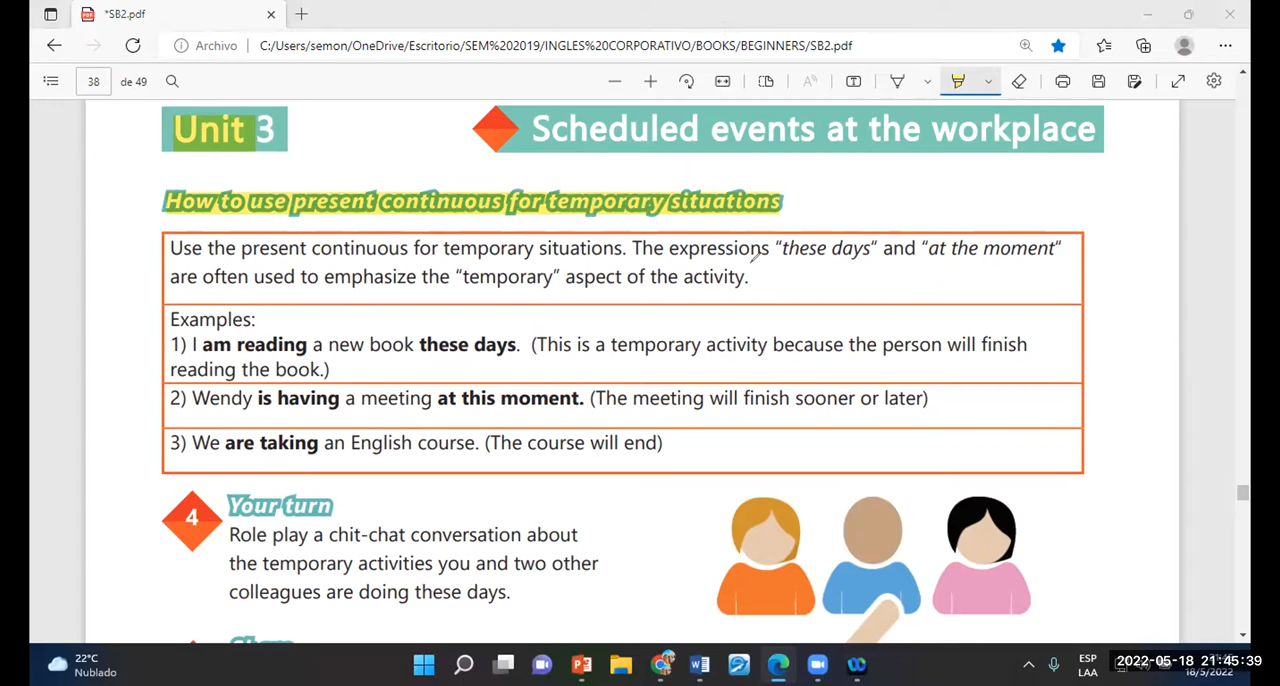 *SB2.pdf
Archivo C:/Users/semon/OneDrive/Escritorio/SEM%202019/INGLES%20CORPORATIVO/BOOKS/BEGINNERS/SB2.pdf
38 de 49
Unit 3
Scheduled events at the workplace
How to use present continuous for temporary situations
Use the present continuous for temporary situations. The expressions “these days“ and “at the moment“
are often used to emphasize the “temporary” aspect of the activity.
Examples:
1) I am reading a new book these days. (This is a temporary activity because the person will finish
reading the book.)
2) Wendy is having a meeting at this moment. (The meeting will finish sooner or later)
3) We are taking an English course. (The course will end)
4
Your turn
Role play a chit-chat conversation about
the temporary activities you and two other
colleagues are doing these days.
22°C
Nublado
ESP
LAA
2022-05-18 21:45:39
18/5/2022